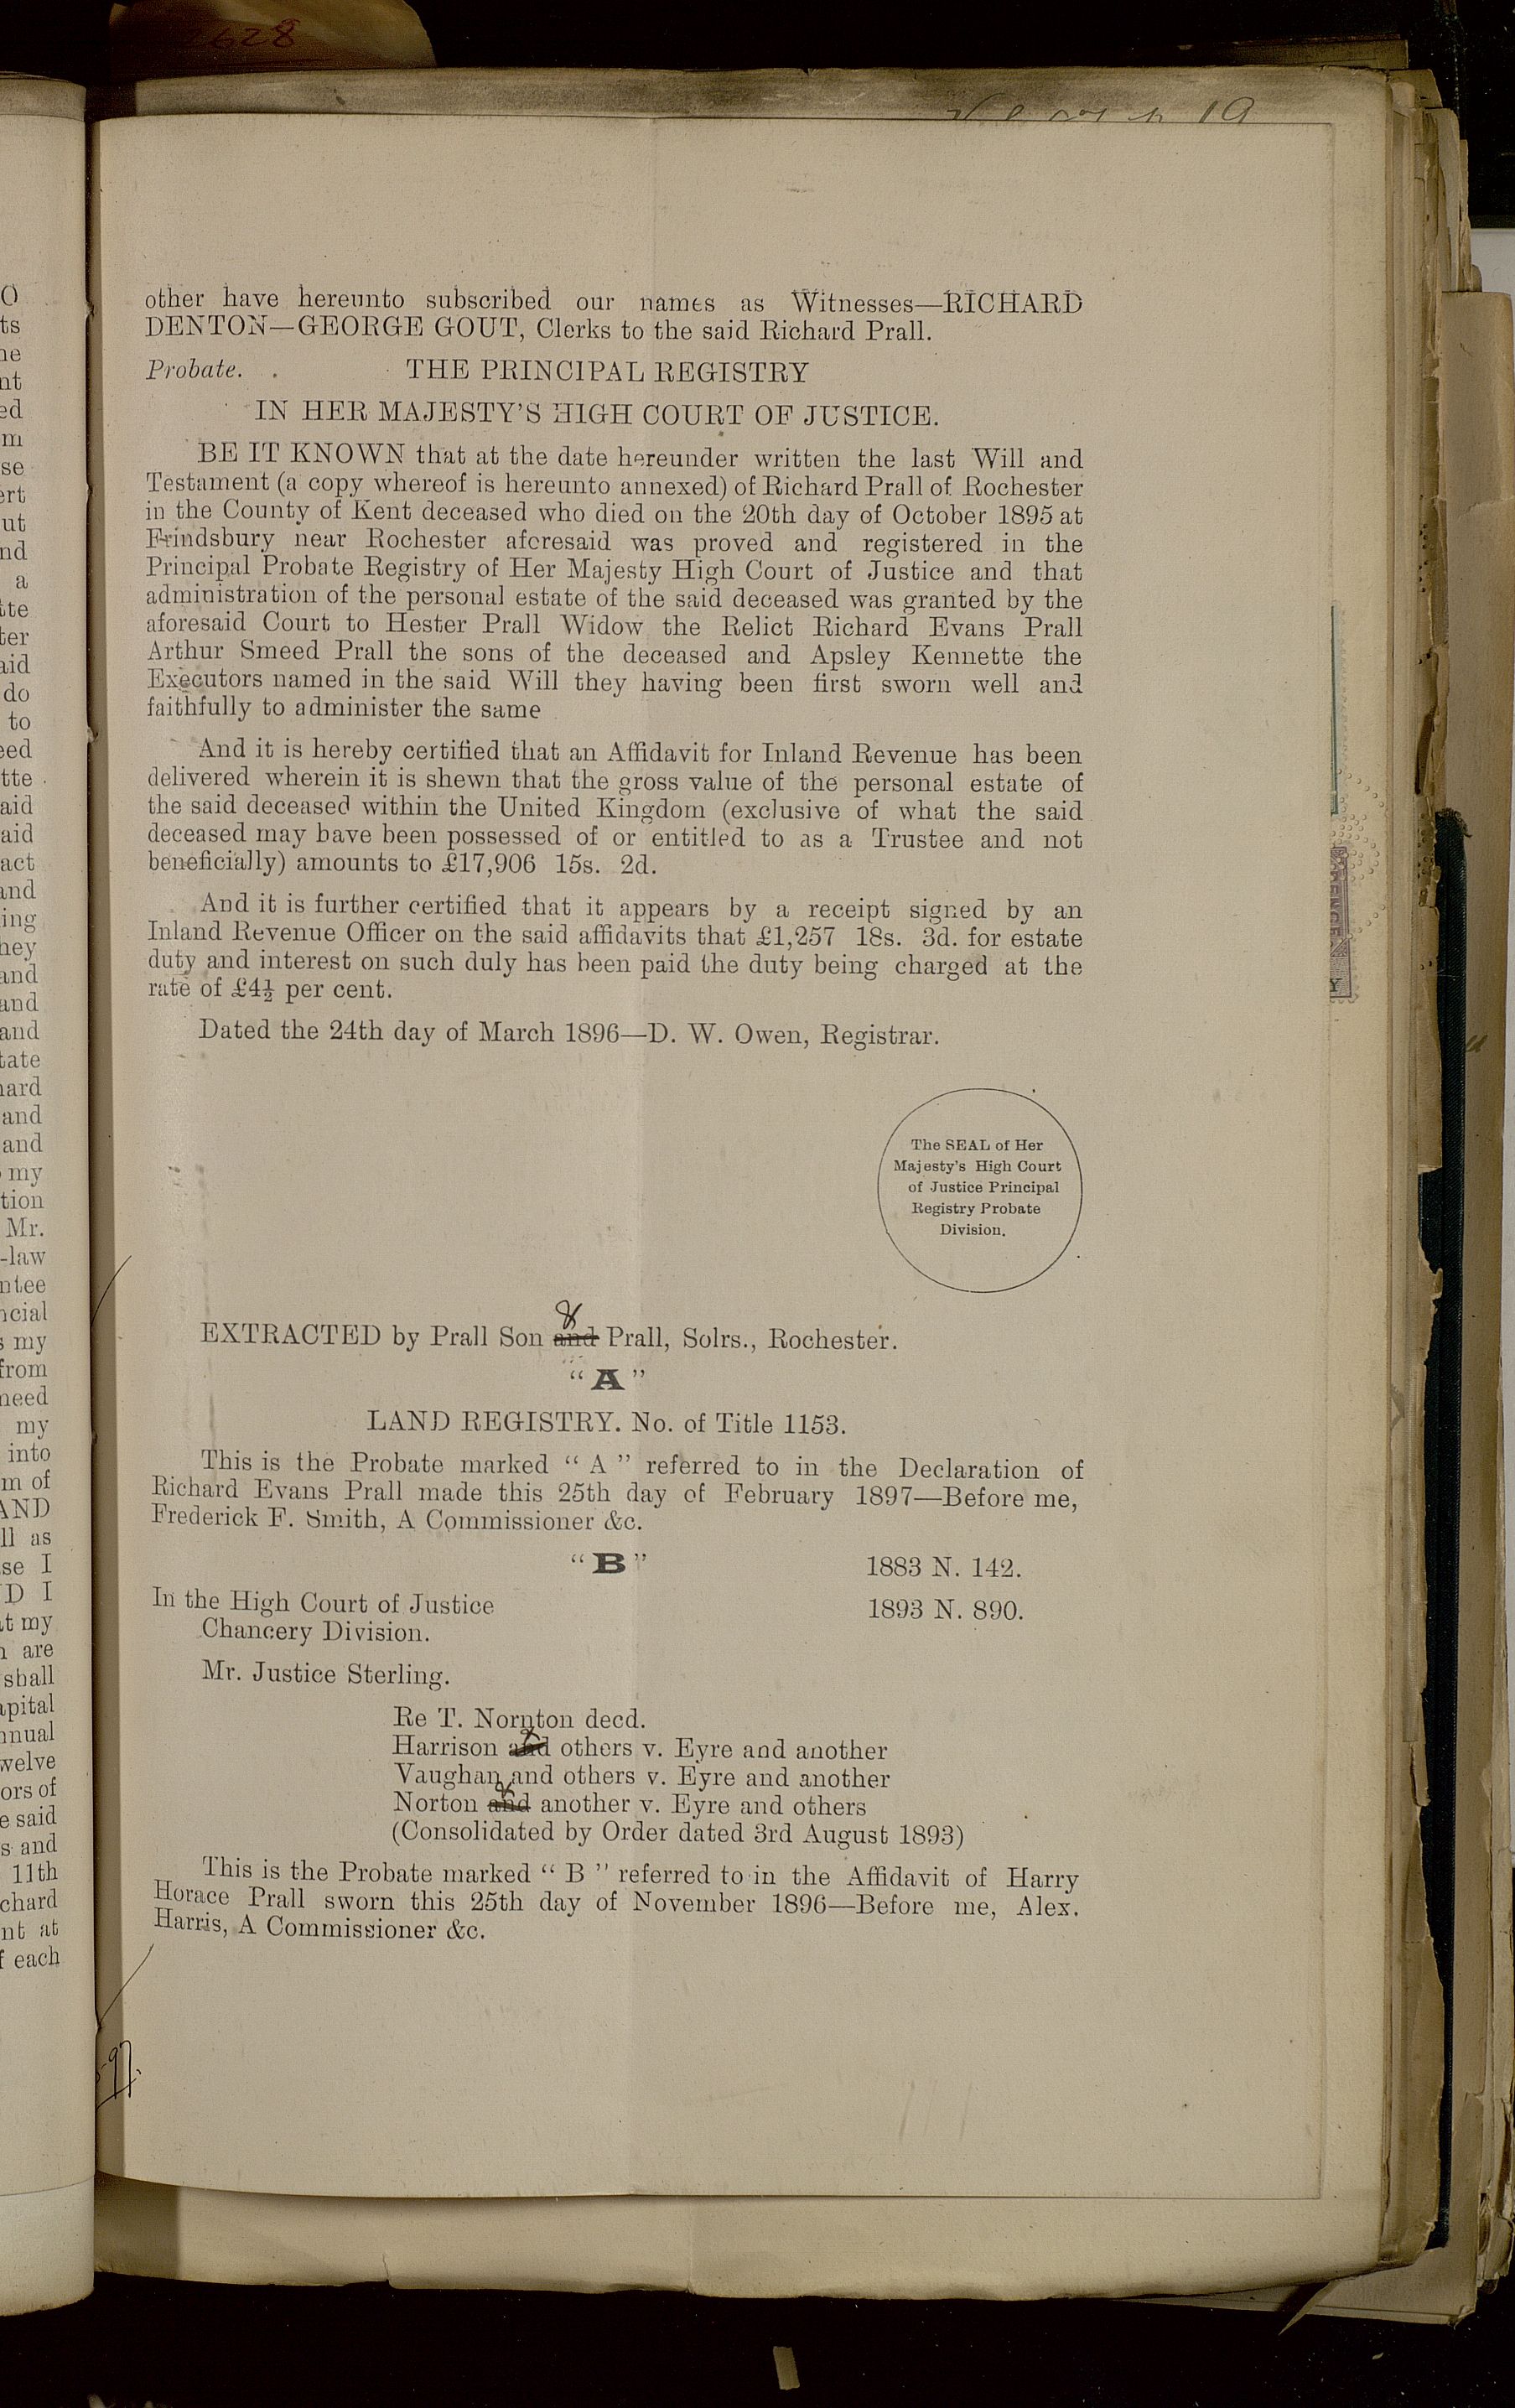 2628
19
other have hereunto subscribed our names as Witnesses—RICHARD
DENTON—GEORGE GOUT, Clerks to the said Richard Prall.
Probate. . THE PRINCIPAL REGISTRY
IN HER MAJESTY'S HIGH COURT OF JUSTICE.
BE IT KNOWN that at the date hereunder written the last Will and
Testament (a copy whereof is hereunto annexed) of Richard Prall of Rochester
in the County of Kent deceased who died on the 20th day of October 1895 at
Frindsbury near Rochester aforesaid was proved and registered in the
Principal Probate Registry of Her Majesty High Court of Justice and that
administration of the personal estate of the said deceased was granted by the
aforesaid Court to Hester Prall Widow the Relict Richard Evans Prall
Arthur Smeed Prall the sons of the deceased and Apsley Kennette the
Executors named in the said Will they having been first sworn well and
faithfully to administer the same
And it is hereby certified that an Affidavit for Inland Revenue has been
delivered wherein it is shewn that the gross value of the personal estate of
the said deceased within the United Kingdom (exclusive of what the said
deceased may have been possessed of or entitled to as a Trustee and not
beneficially) amounts to £17,906 15s. 2d.
And it is further certified that it appears by a receipt signed by an
Inland Revenue Officer on the said affidavits that £1,257 18s. 3d. for estate
duty and interest on such duly has been paid the duty being charged at the
rate of £4½ per cent.
Dated the 24th day of March 1896—D. W. Owen, Registrar.
The SEAL of Her
Majesty's High Court
of Justice Principal
Registry Probate
Division.
&
EXTRACTED by Prall Son and Prall, Solrs., Rochester.
"A"
LAND REGISTRY. No. of Title 1153.
This is the Probate marked "A" referred to in the Declaration of
Richard Evans Prall made this 25th day of February 1897—Before me,
Frederick F. Smith, A Commissioner &c.
"B" 1883 N. 142.
In the High Court of Justice 1893 N. 890.
Chancery Division.
Mr. Justice Sterling.
Re T. Nornton decd.
&
Harrison and others v. Eyre and another
Vaughan and others v. Eyre and another
&
Norton and another v. Eyre and others
(Consolidated by Order dated 3rd August 1893)
This is the Probate marked "B" referred to in the Affidavit of Harry
Horace Prall sworn this 25th day of November 1896—Before me, Alex.
Harris, A Commissioner &c.
97.